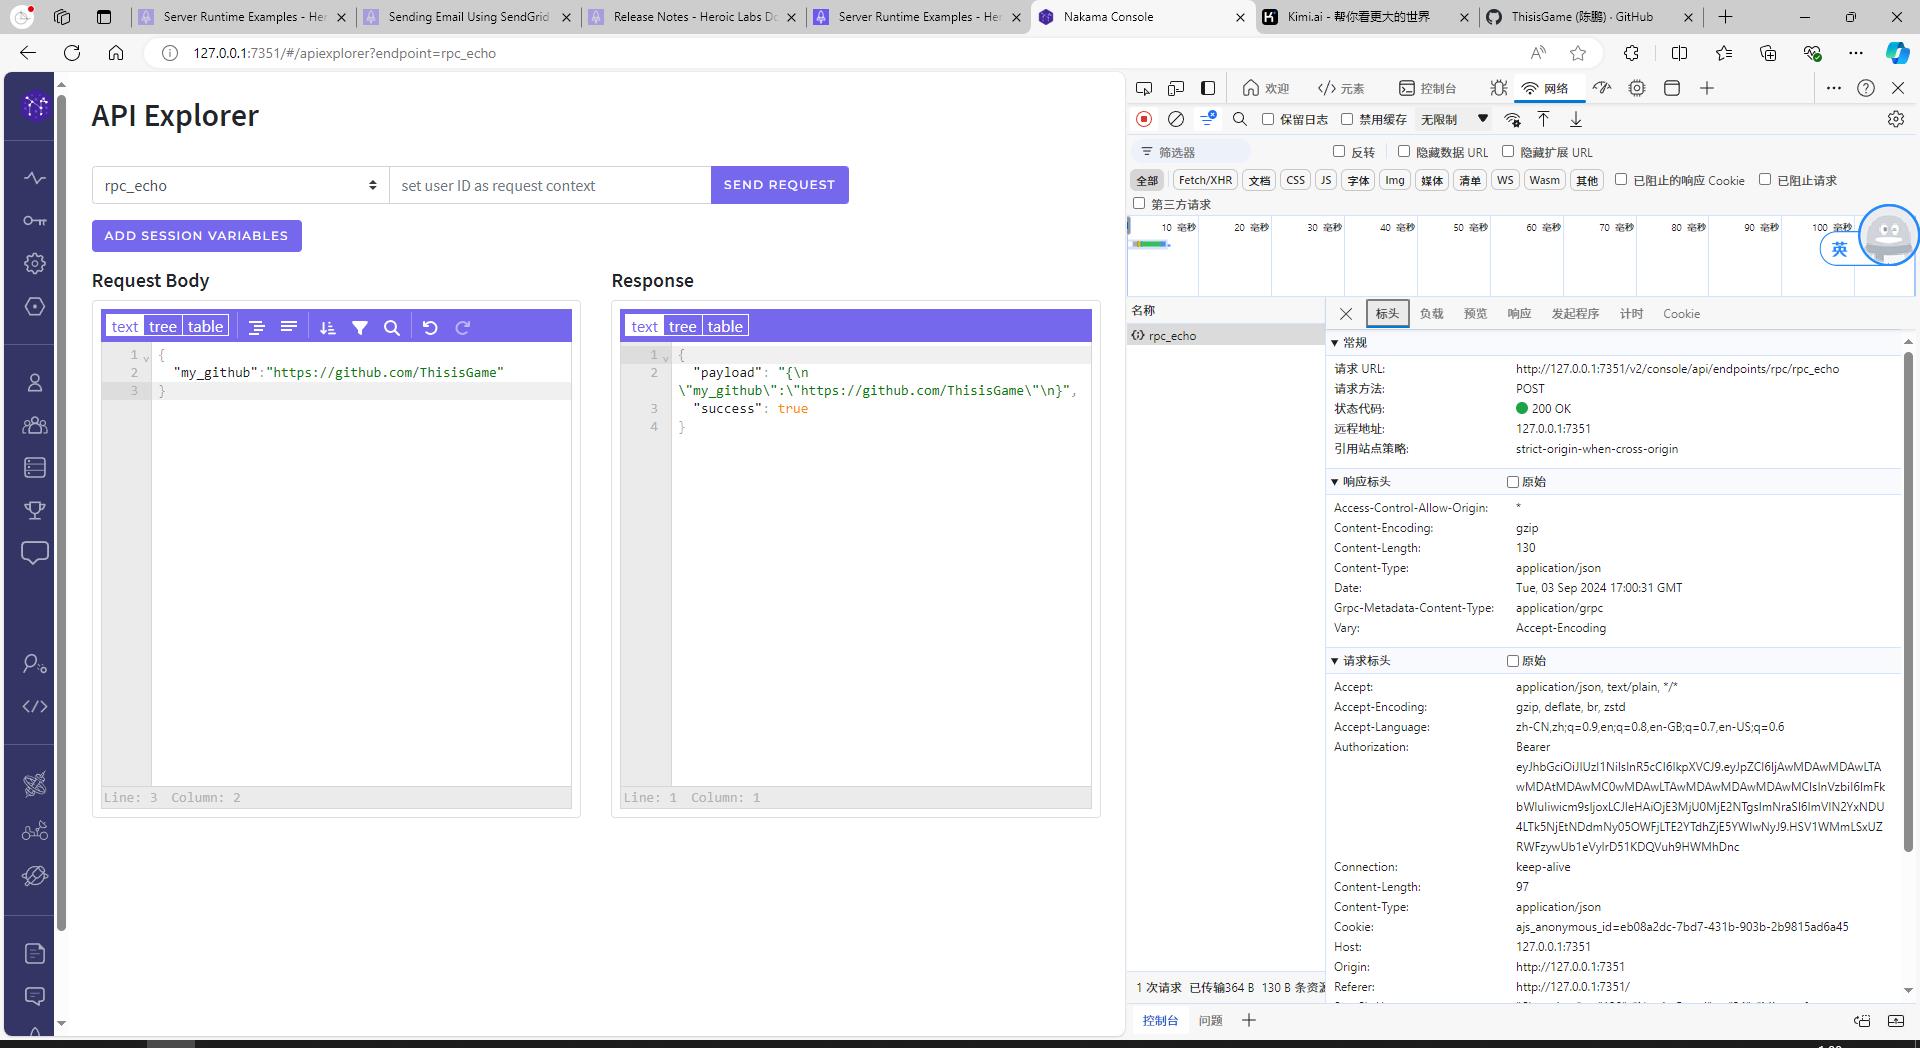 Server Runtime Examples - Her
Sending Email Using SendGrid
Release Notes - Heroic Labs Do
Server Runtime Examples - Her
Nakama Console
Kimi.ai - 帮你看更大的世界
ThisisGame (陈鹏) · GitHub
127.0.0.1:7351/#/apiexplorer?endpoint=rpc_echo
API Explorer
rpc_echo
set user ID as request context
SEND REQUEST
ADD SESSION VARIABLES
Request Body
text tree table
1 {
2 "my_github":"https://github.com/ThisisGame"
3 }
Line: 3 Column: 2
Response
text tree table
1 {
2 "payload": "{\n
\"my_github\":\"https://github.com/ThisisGame\"\n}",
3 "success": true
4 }
Line: 1 Column: 1
欢迎 元素 控制台 网络
保留日志 禁用缓存 无限制
筛选器 反转 隐藏数据 URL 隐藏扩展 URL
全部 Fetch/XHR 文档 CSS JS 字体 Img 媒体 清单 WS Wasm 其他 已阻止的响应 Cookie 已阻止请求
第三方请求
10 毫秒 20 毫秒 30 毫秒 40 毫秒 50 毫秒 60 毫秒 70 毫秒 80 毫秒 90 毫秒 100 毫秒
英
名称
rpc_echo
标头 负载 预览 响应 发起程序 计时 Cookie
常规
请求 URL: http://127.0.0.1:7351/v2/console/api/endpoints/rpc/rpc_echo
请求方法: POST
状态代码: 200 OK
远程地址: 127.0.0.1:7351
引用站点策略: strict-origin-when-cross-origin
响应标头 原始
Access-Control-Allow-Origin: *
Content-Encoding: gzip
Content-Length: 130
Content-Type: application/json
Date: Tue, 03 Sep 2024 17:00:31 GMT
Grpc-Metadata-Content-Type: application/grpc
Vary: Accept-Encoding
请求标头 原始
Accept: application/json, text/plain, */*
Accept-Encoding: gzip, deflate, br, zstd
Accept-Language: zh-CN,zh;q=0.9,en;q=0.8,en-GB;q=0.7,en-US;q=0.6
Authorization: Bearer
Connection: keep-alive
Content-Length: 97
Content-Type: application/json
Cookie: ajs_anonymous_id=eb08a2dc-7bd7-431b-903b-2b9815ad6a45
Host: 127.0.0.1:7351
Origin: http://127.0.0.1:7351
Referer: http://127.0.0.1:7351/
1 次请求 已传输364 B 130 B 条资源
控制台 问题